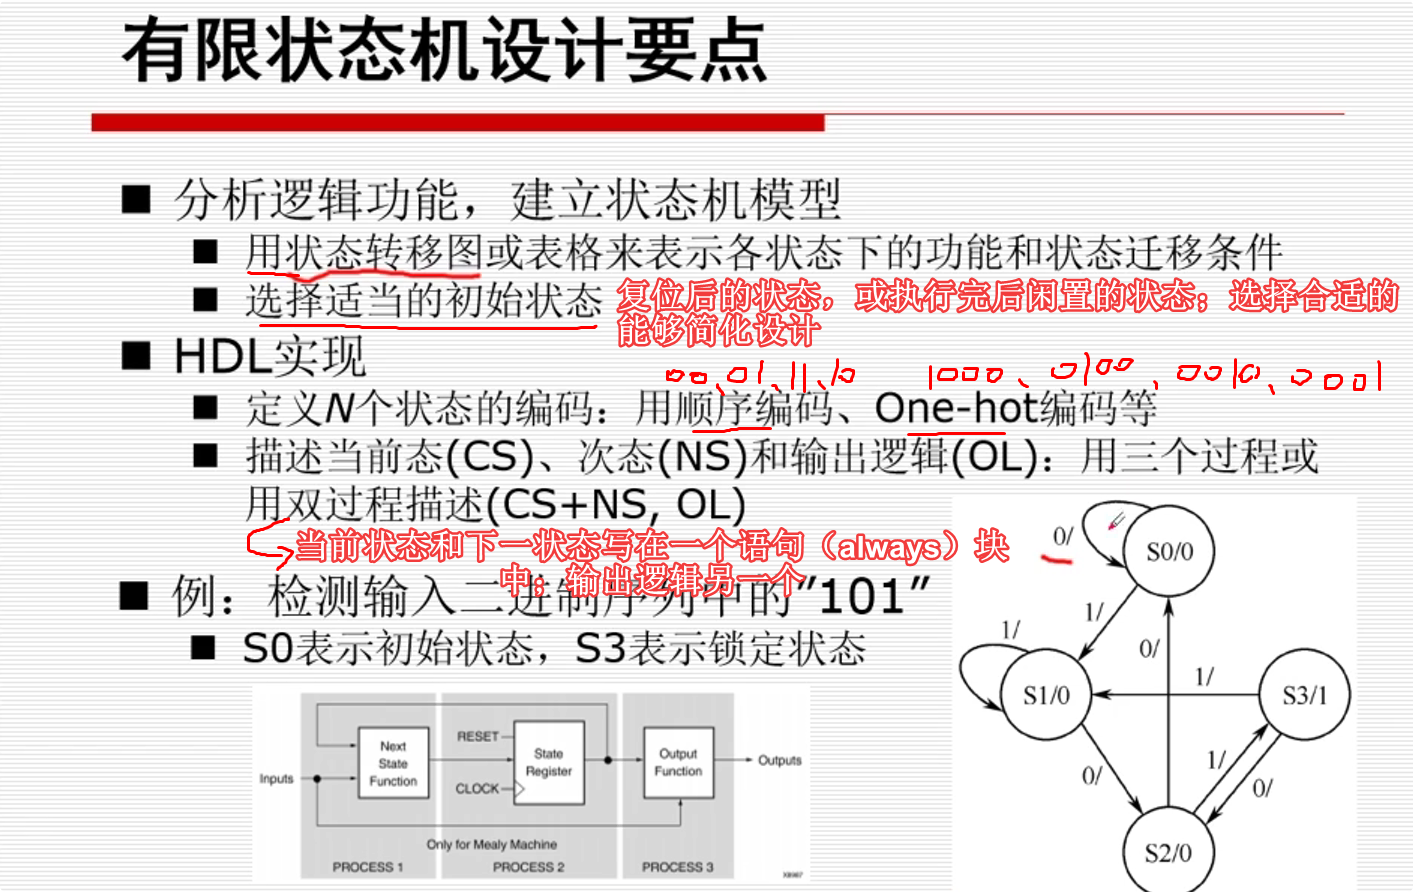 有限状态机设计要点
分析逻辑功能，建立状态机模型
用状态转移图或表格来表示各状态下的功能和状态迁移条件
选择适当的初始状态
复位后的状态，或执行完后闲置的状态；选择合适的
能够简化设计
HDL实现
00、01、11、10 1000、0100、0010、0001
定义N个状态的编码：用顺序编码、One-hot编码等
描述当前态(CS)、次态(NS)和输出逻辑(OL)：用三个过程或
用双过程描述(CS+NS, OL)
当前状态和下一状态写在一个语句（always）块
中；输出逻辑另一个
例：检测输入二进制序列中的"101"
S0表示初始状态，S3表示锁定状态
Inputs
Next
State
Function
RESET
CLOCK
State
Register
Output
Function
Outputs
Only for Mealy Machine
PROCESS 1
PROCESS 2
PROCESS 3
0/
S0/0
1/
0/
1/
S1/0
1/
S3/1
0/
1/
0/
S2/0